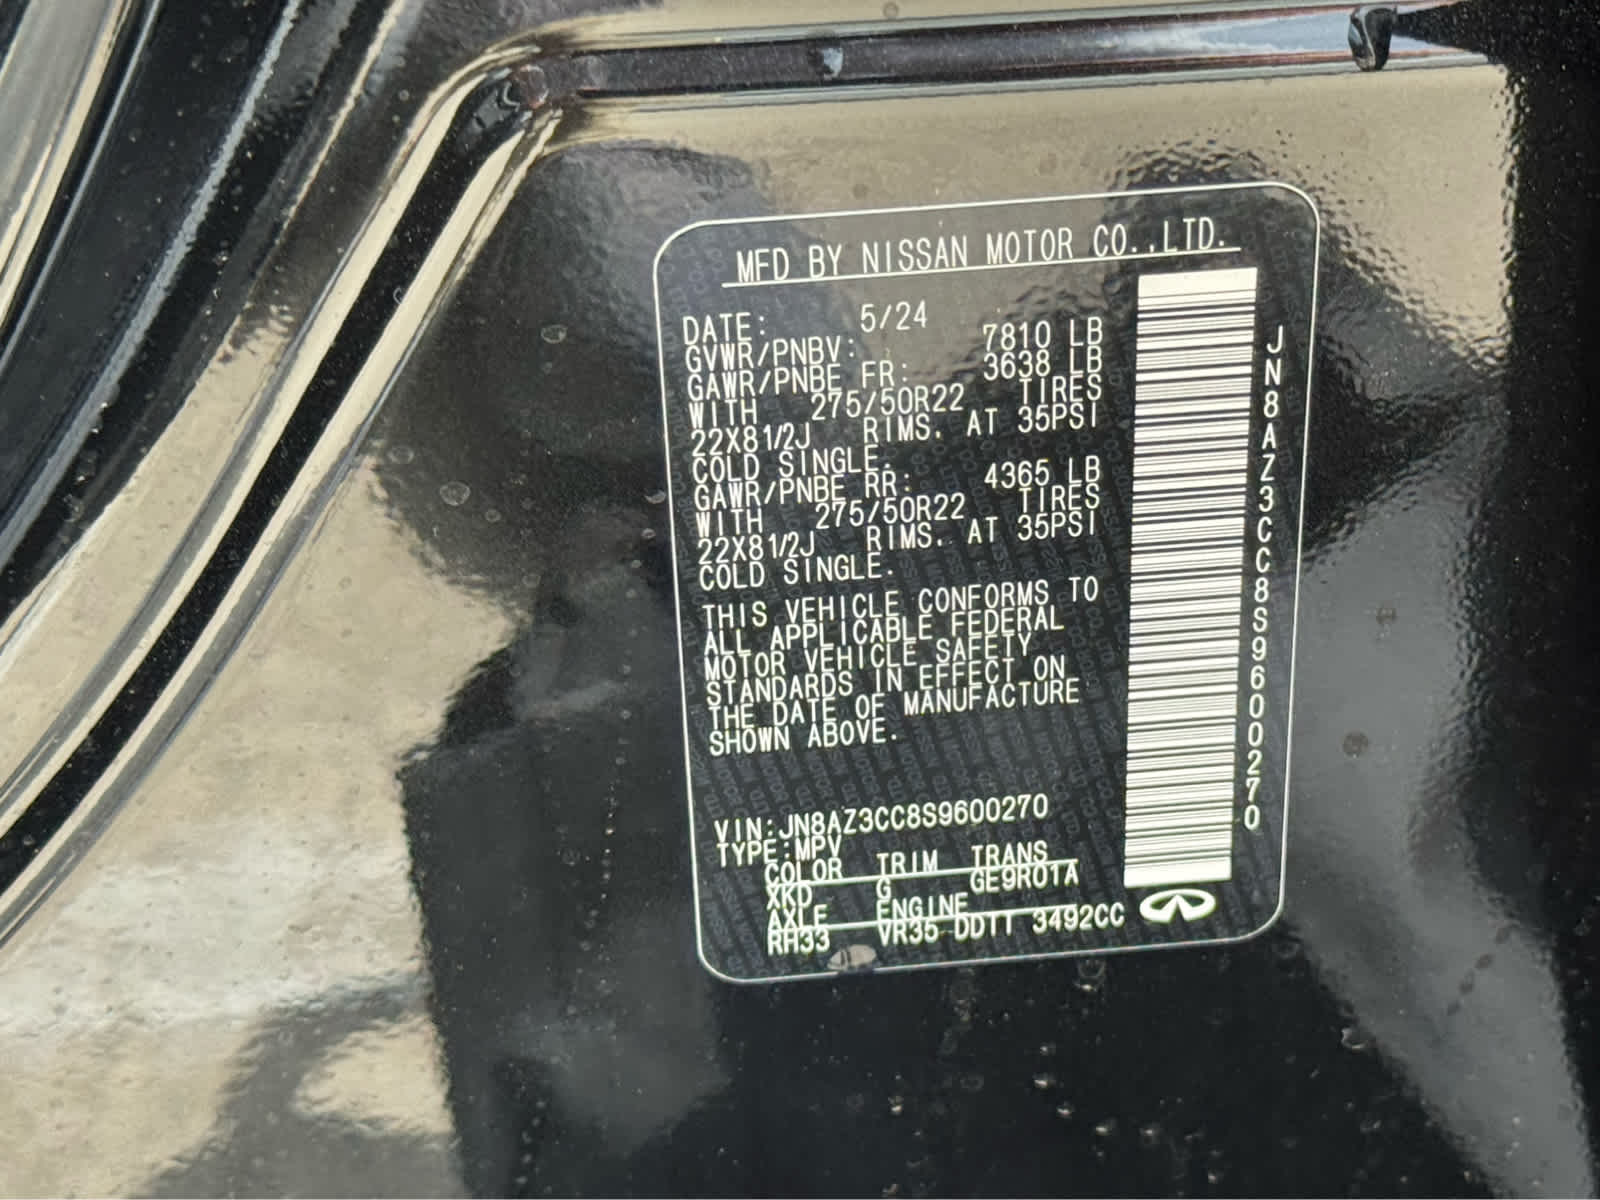 MFD BY NISSAN MOTOR CO.,LTD.
DATE: 5/24
GVWR/PNBV: 7810 LB
GAWR/PNBE FR: 3638 LB
WITH 275/50R22 TIRES
22X81/2J RIMS. AT 35PSI
COLD SINGLE.
GAWR/PNBE RR: 4365 LB
WITH 275/50R22 TIRES
22X81/2J RIMS. AT 35PSI
COLD SINGLE.
THIS VEHICLE CONFORMS TO
ALL APPLICABLE FEDERAL
MOTOR VEHICLE SAFETY
STANDARDS IN EFFECT ON
THE DATE OF MANUFACTURE
SHOWN ABOVE.
VIN:JN8AZ3CC8S9600270
TYPE:MPV
COLOR TRIM TRANS
XKD G GE9R01A
AXLE ENGINE
RH33 VR35 DDTT 3492CC
JN8AZ3CC8S9600270